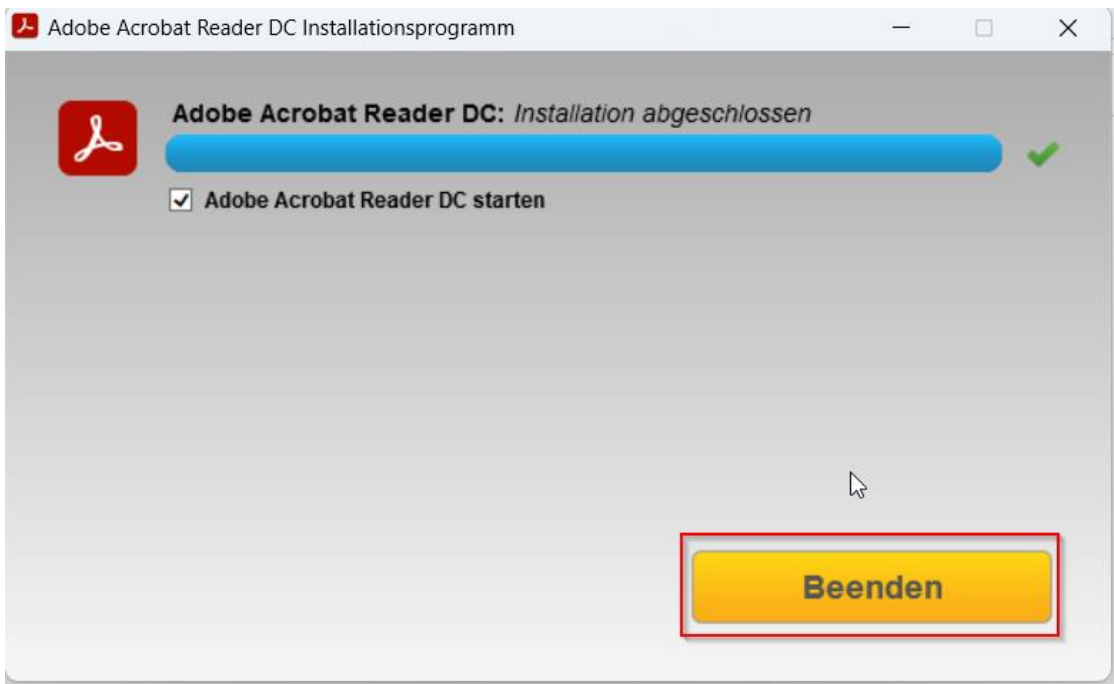 Adobe Acrobat Reader DC Installationsprogramm
Adobe Acrobat Reader DC: Installation abgeschlossen
Adobe Acrobat Reader DC starten
Beenden